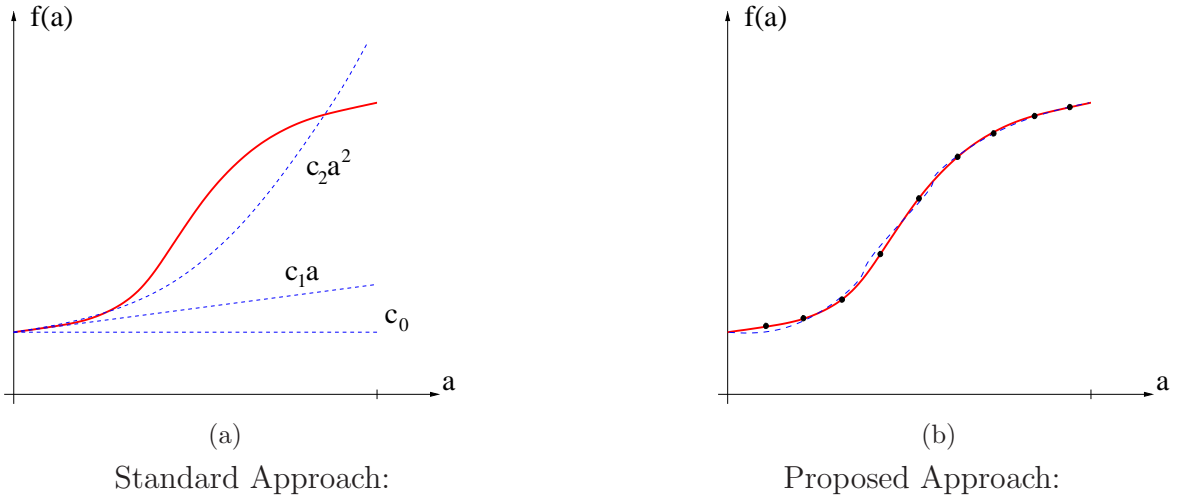 f(a)
c₂a²
c₁a
c₀
a
(a)
Standard Approach:
f(a)
a
(b)
Proposed Approach: